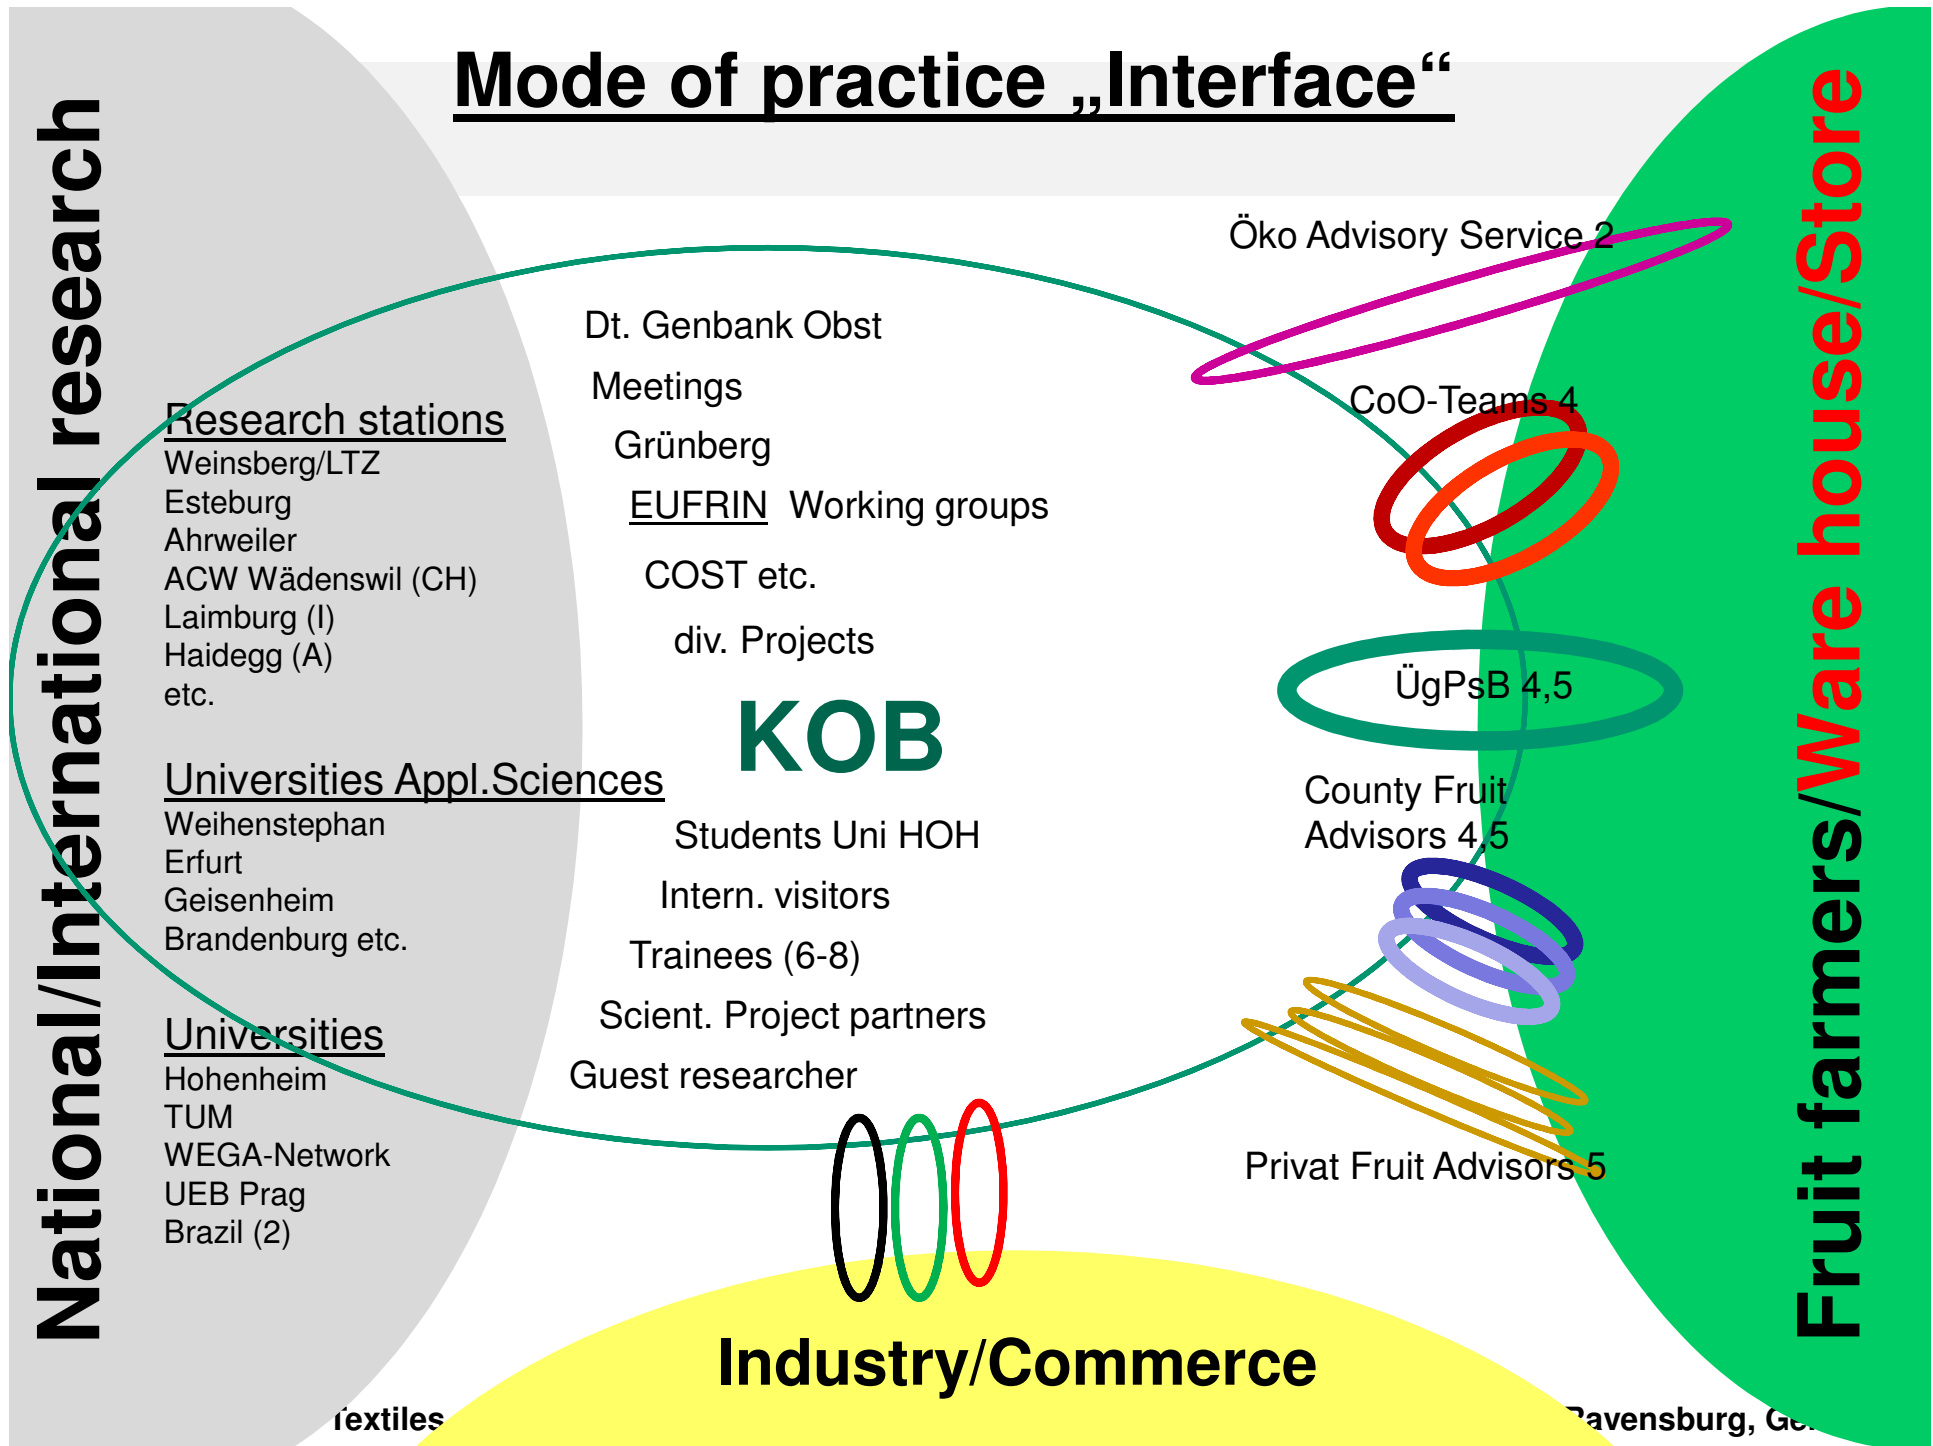 Mode of practice „Interface“
National/International research
Research stations
Weinsberg/LTZ
Esteburg
Ahrweiler
ACW Wädenswil (CH)
Laimburg (I)
Haidegg (A)
etc.
Universities Appl.Sciences
Weihenstephan
Erfurt
Geisenheim
Brandenburg etc.
Universities
Hohenheim
TUM
WEGA-Network
UEB Prag
Brazil (2)
Dt. Genbank Obst
Meetings
Grünberg
EUFRIN Working groups
COST etc.
div. Projects
KOB
Students Uni HOH
Intern. visitors
Trainees (6-8)
Scient. Project partners
Guest researcher
Öko Advisory Service 2
CoO-Teams 4
ÜgPsB 4,5
County Fruit
Advisors 4,5
Privat Fruit Advisors 5
Fruit farmers/Ware house/Store
Industry/Commerce
Textiles
Ravensburg,